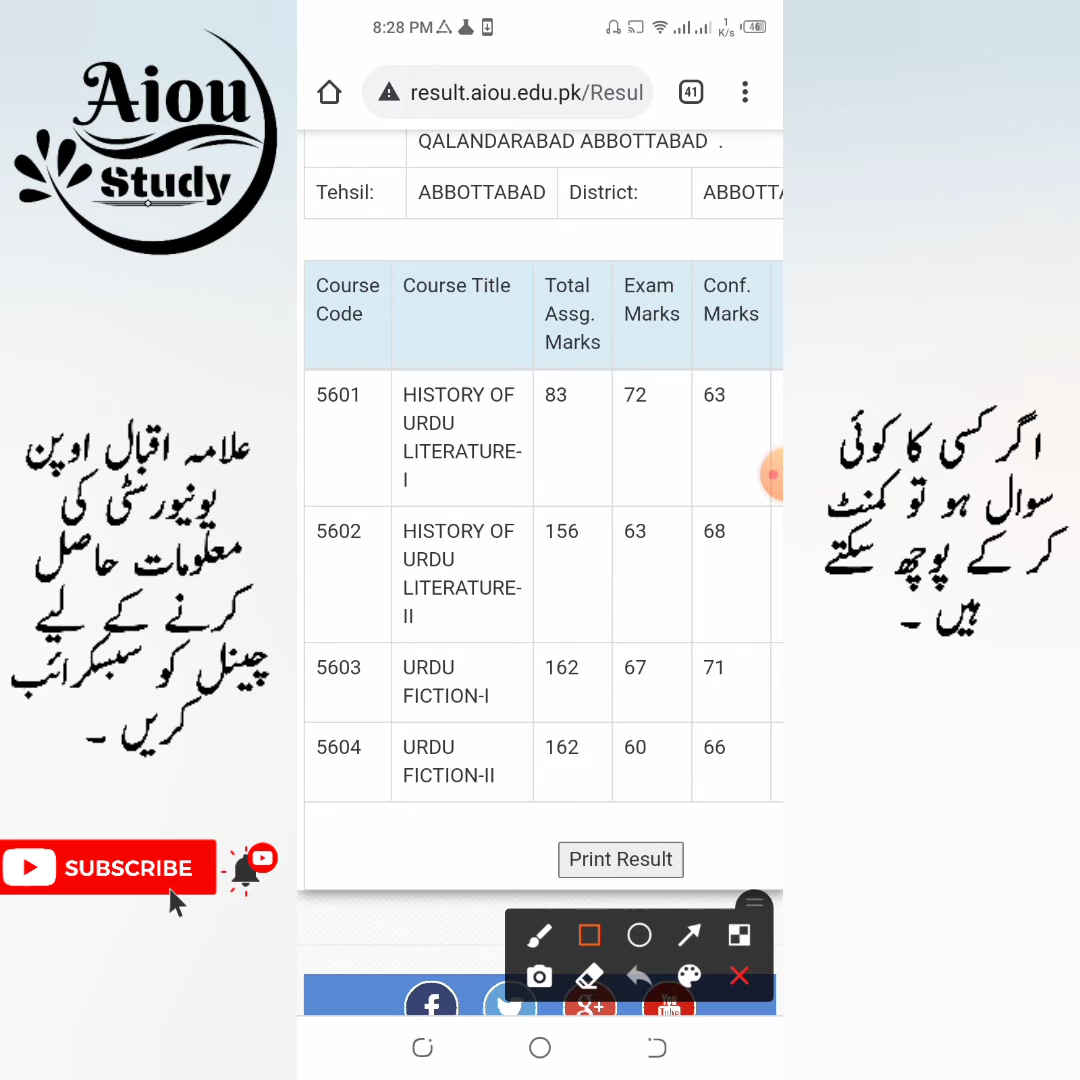 Aiou
Study
علامہ اقبال اوپن
یونیورسٹی کی
معلومات حاصل
کرنے کے لیے
چینل کو سبسکرائب
کریں ۔
SUBSCRIBE
8:28 PM
1
K/s
46
result.aiou.edu.pk/Resul
41
QALANDARABAD ABBOTTABAD .
Tehsil: ABBOTTABAD District: ABBOTTA
Course Code Course Title Total Assg. Marks Exam Marks Conf. Marks
5601 HISTORY OF URDU LITERATURE-I 83 72 63
5602 HISTORY OF URDU LITERATURE-II 156 63 68
5603 URDU FICTION-I 162 67 71
5604 URDU FICTION-II 162 60 66
Print Result
f
g+
You
Tube
اگر کسی کا کوئی
سوال ہو تو کمنٹ
کر کے پوچھ سکتے
ہیں ۔